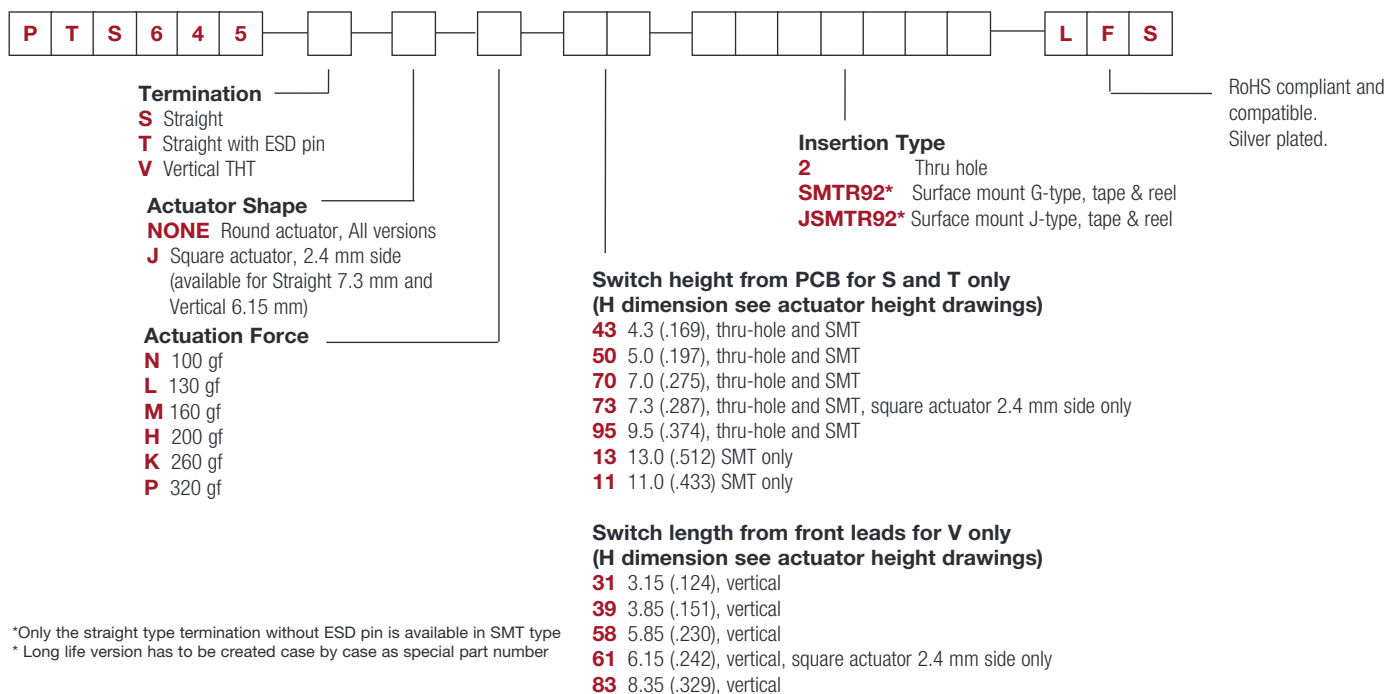 P T S 6 4 5 L F S
Termination
S Straight
T Straight with ESD pin
V Vertical THT
Actuator Shape
NONE Round actuator, All versions
J Square actuator, 2.4 mm side
(available for Straight 7.3 mm and
Vertical 6.15 mm)
Actuation Force
N 100 gf
L 130 gf
M 160 gf
H 200 gf
K 260 gf
P 320 gf
Switch height from PCB for S and T only
(H dimension see actuator height drawings)
43 4.3 (.169), thru-hole and SMT
50 5.0 (.197), thru-hole and SMT
70 7.0 (.275), thru-hole and SMT
73 7.3 (.287), thru-hole and SMT, square actuator 2.4 mm side only
95 9.5 (.374), thru-hole and SMT
13 13.0 (.512) SMT only
11 11.0 (.433) SMT only
Switch length from front leads for V only
(H dimension see actuator height drawings)
31 3.15 (.124), vertical
39 3.85 (.151), vertical
58 5.85 (.230), vertical
61 6.15 (.242), vertical, square actuator 2.4 mm side only
83 8.35 (.329), vertical
Insertion Type
2 Thru hole
SMTR92* Surface mount G-type, tape & reel
JSMTR92* Surface mount J-type, tape & reel
RoHS compliant and
compatible.
Silver plated.
*Only the straight type termination without ESD pin is available in SMT type
* Long life version has to be created case by case as special part number